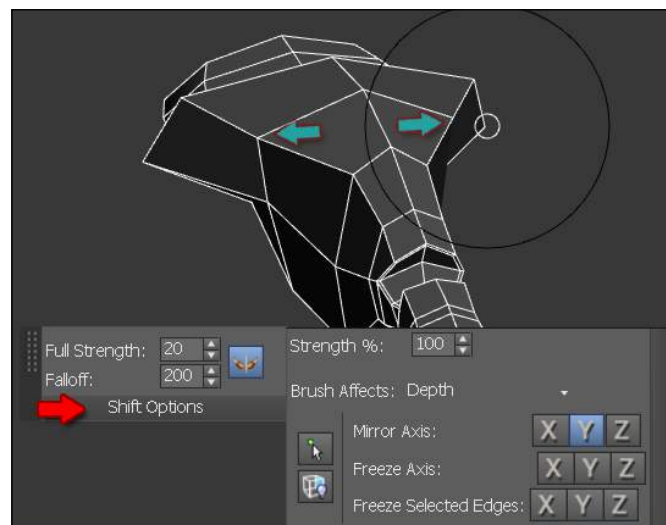 Full Strength: 20
Falloff: 200
Shift Options
Strength %: 100
Brush Affects: Depth
Mirror Axis: X Y Z
Freeze Axis: X Y Z
Freeze Selected Edges: X Y Z